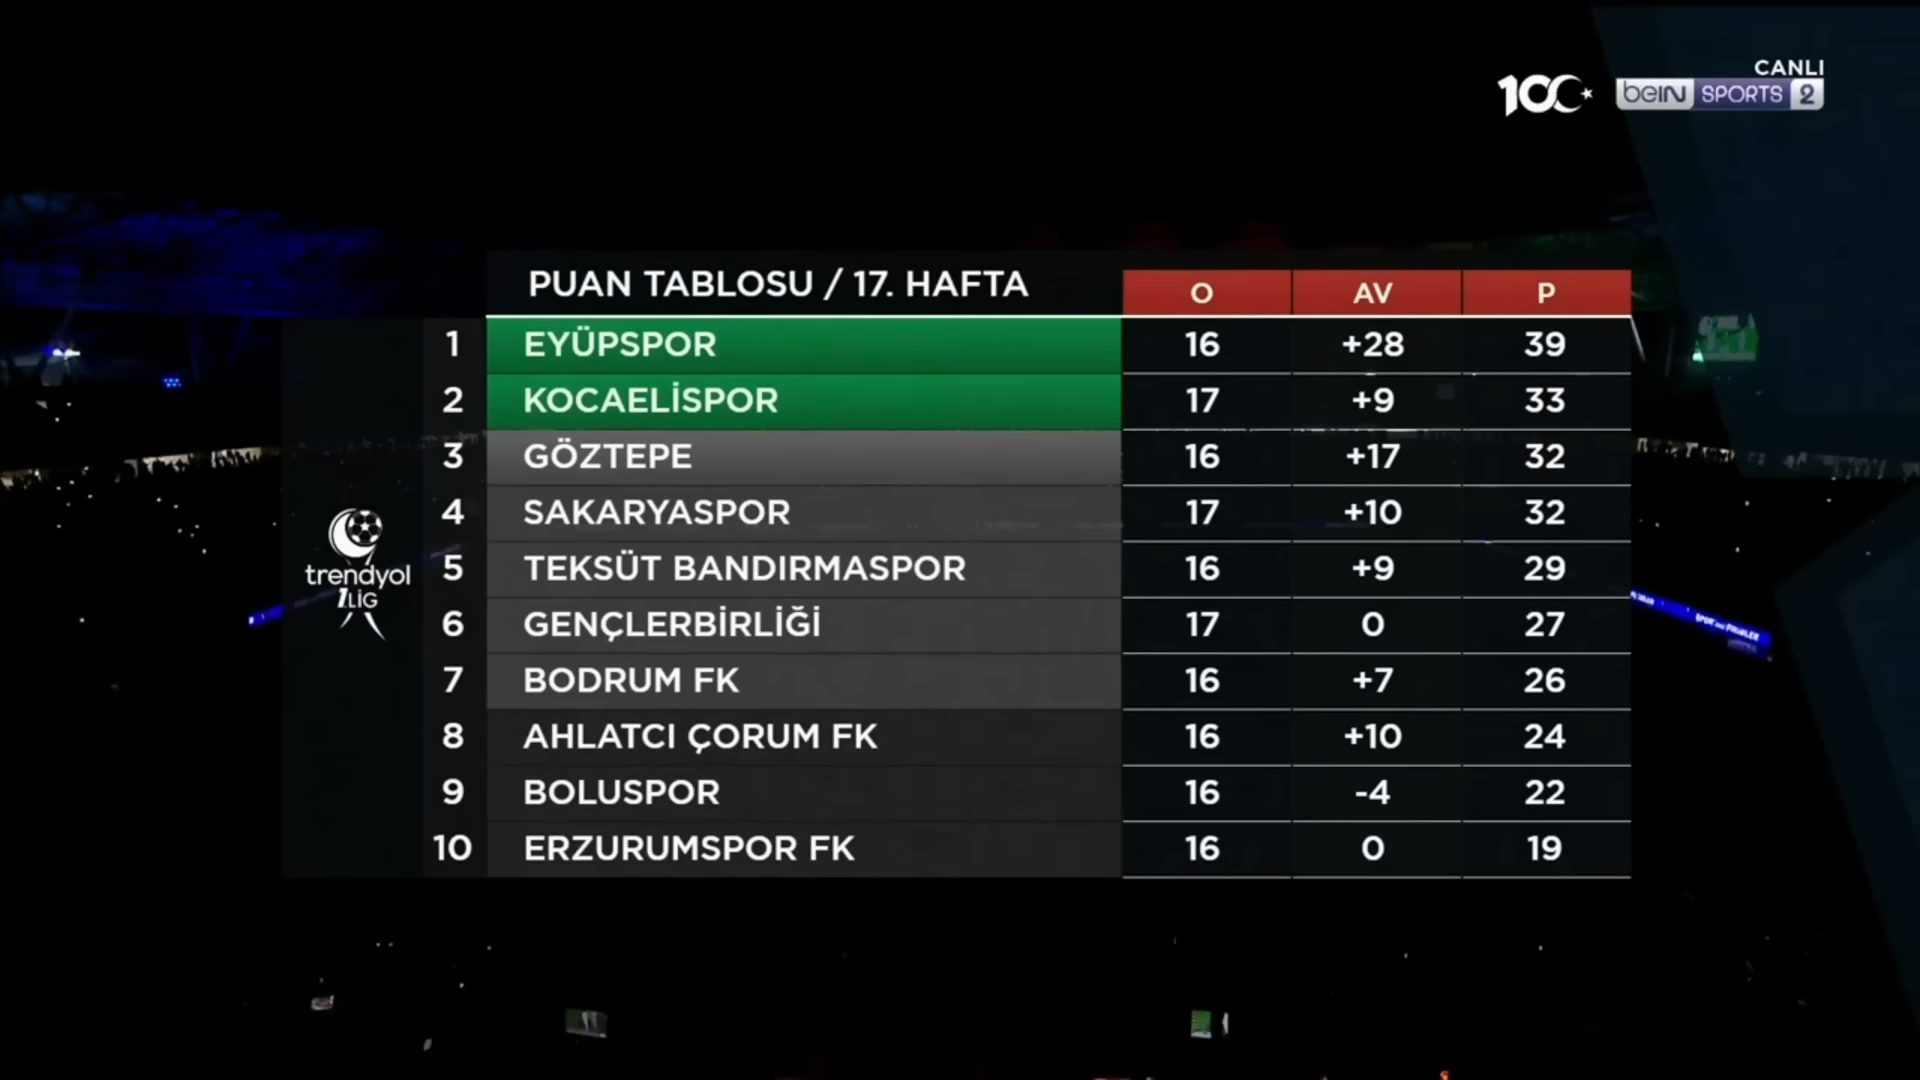 CANLI
100 beIN SPORTS 2
PUAN TABLOSU / 17. HAFTA O AV P
1 EYÜPSPOR 16 +28 39
2 KOCAELİSPOR 17 +9 33
3 GÖZTEPE 16 +17 32
4 SAKARYASPOR 17 +10 32
5 TEKSÜT BANDIRMASPOR 16 +9 29
6 GENÇLERBİRLİĞİ 17 0 27
7 BODRUM FK 16 +7 26
8 AHLATCI ÇORUM FK 16 +10 24
9 BOLUSPOR 16 -4 22
10 ERZURUMSPOR FK 16 0 19
trendyol
1.LİG